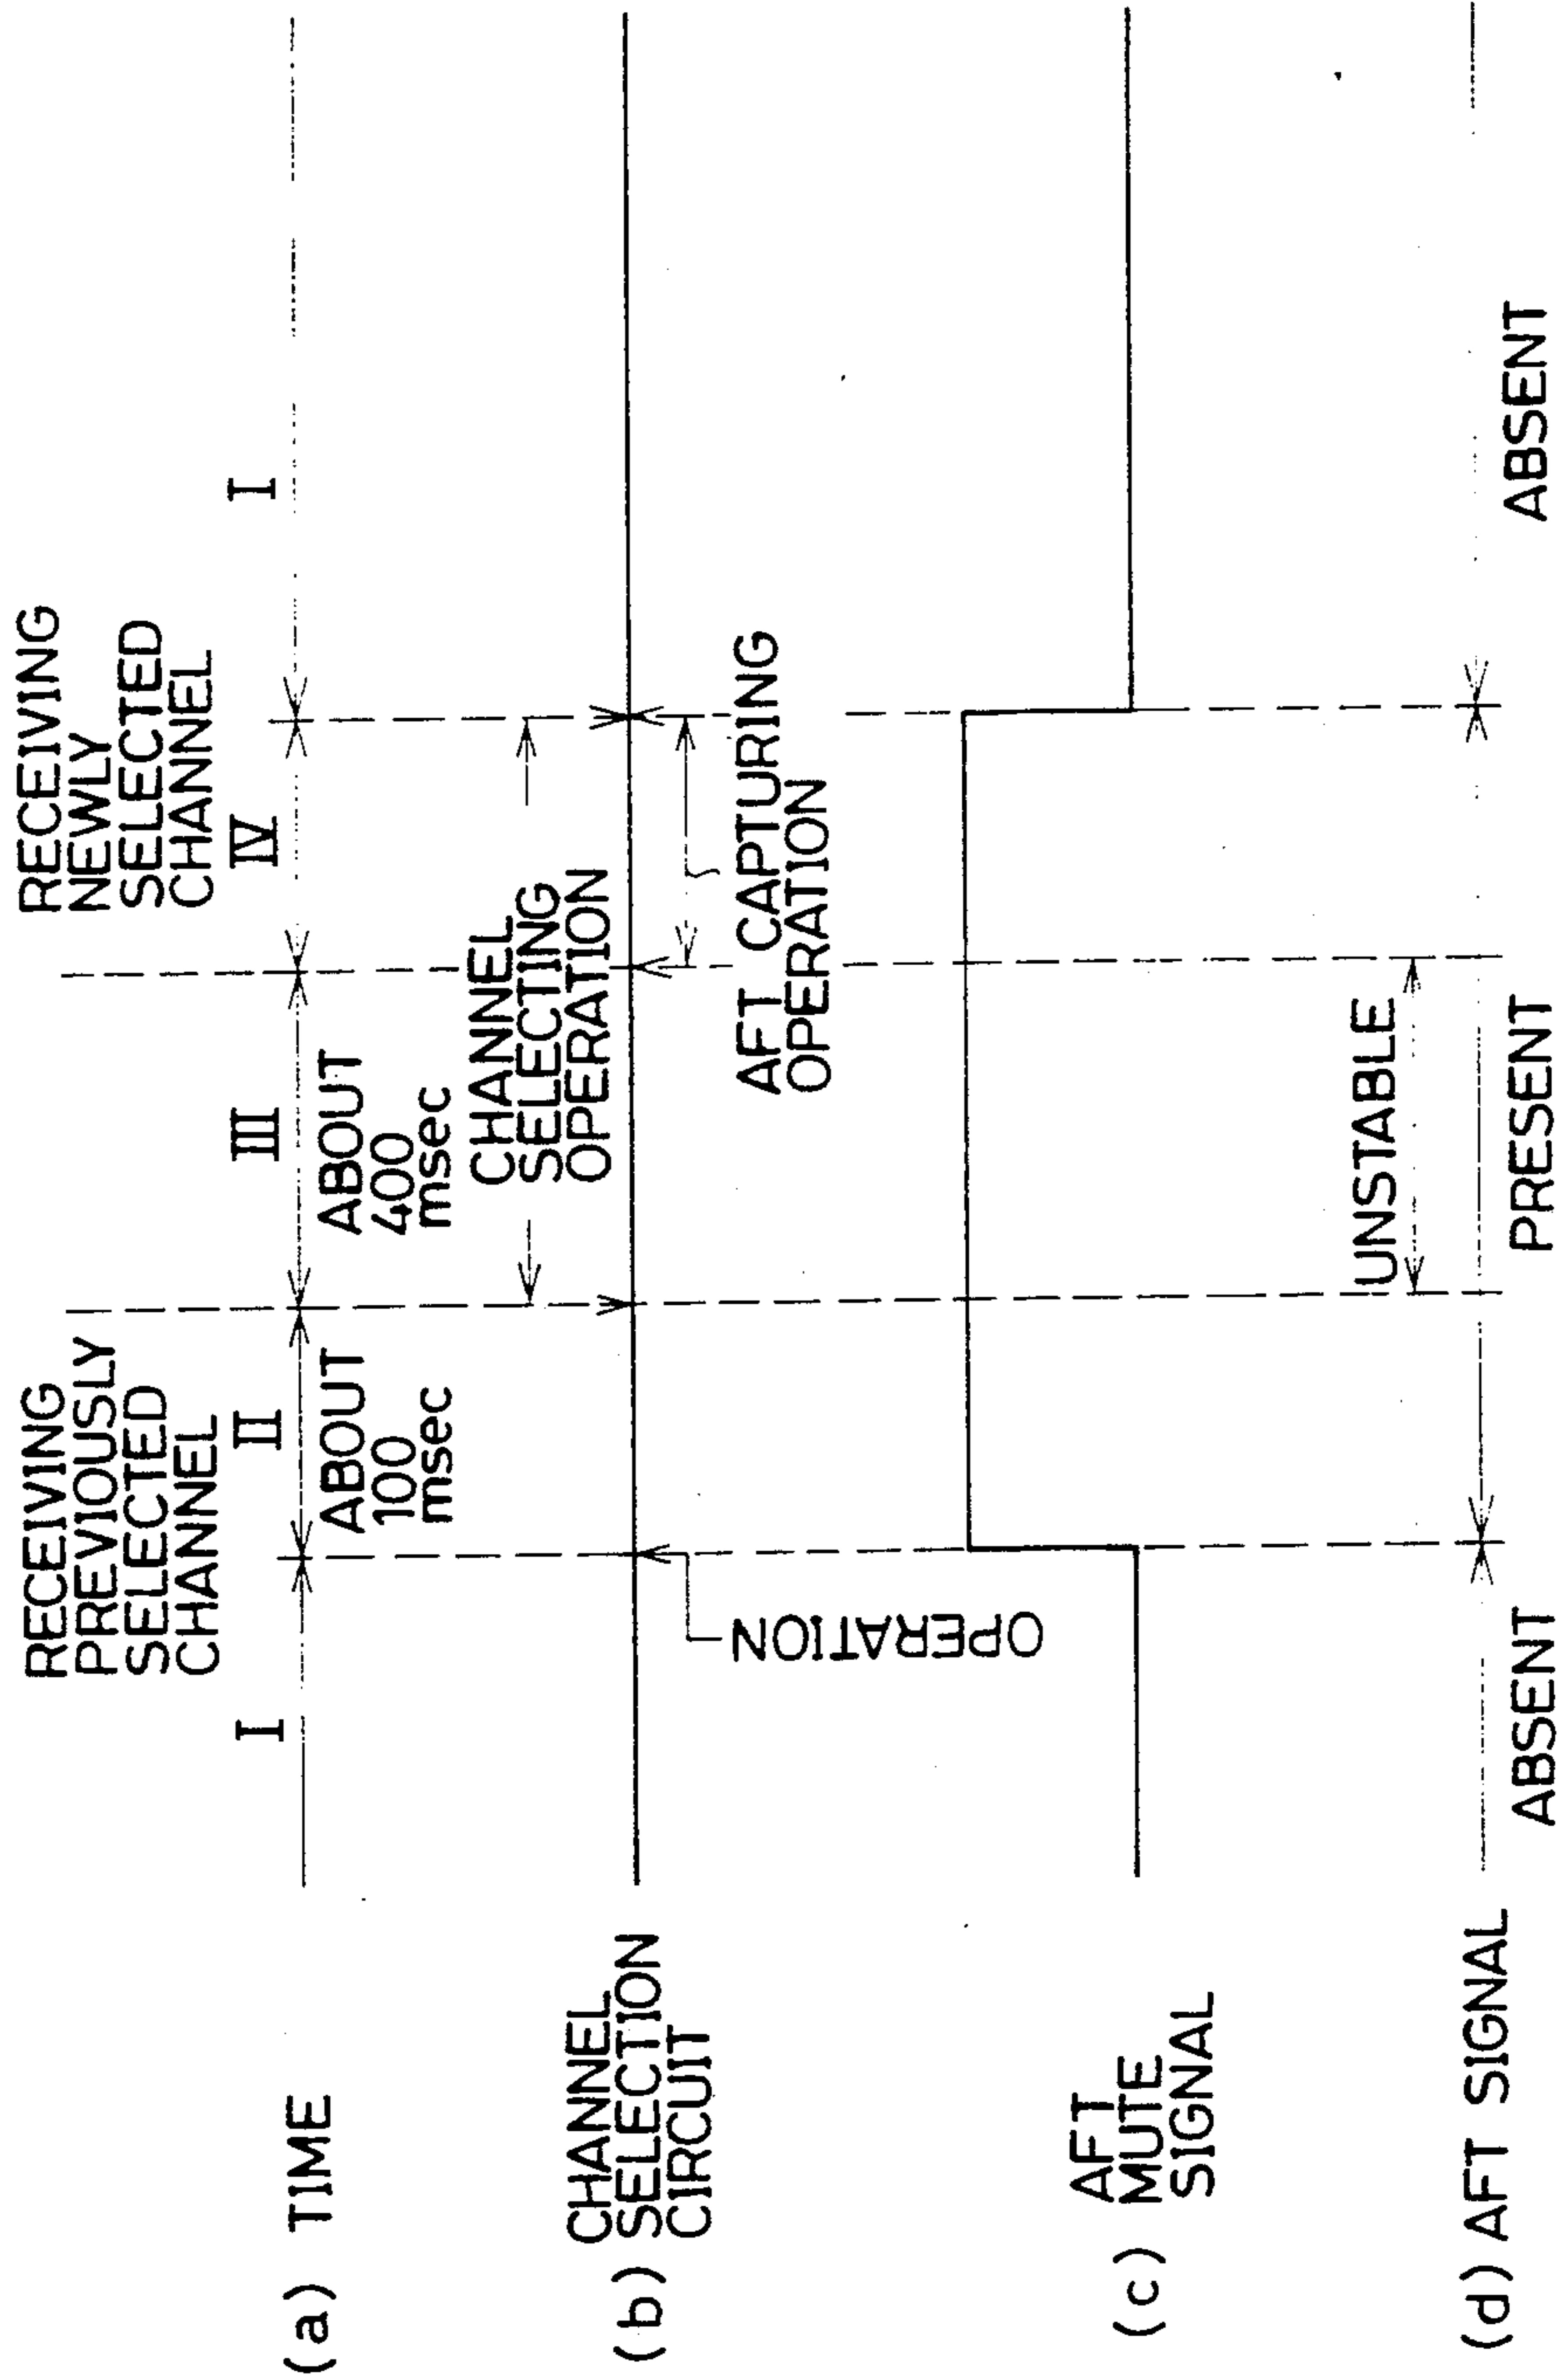 RECEIVING
PREVIOUSLY
SELECTED
CHANNEL
RECEIVING
NEWLY
SELECTED
CHANNEL
I
II
III
IV
I
(a) TIME
ABOUT
100
msec
ABOUT
400
msec
CHANNEL
SELECTING
OPERATION
CHANNEL
(b) SELECTION
CIRCUIT
OPERATION
AFT CAPTURING
OPERATION
AFT
(c) MUTE
SIGNAL
UNSTABLE
(d) AFT SIGNAL
ABSENT
PRESENT
ABSENT